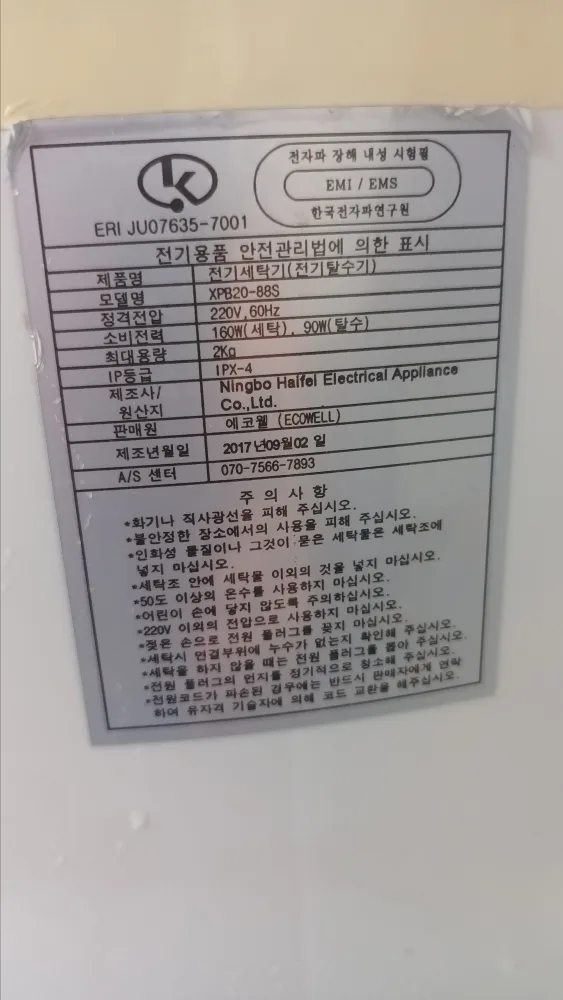 K
전자파 장해 내성 시험필
EMI / EMS
한국전자파연구원
ERI JU07635-7001
전기용품 안전관리법에 의한 표시
제품명 전기세탁기(전기탈수기)
모델명 XPB20-88S
정격전압 220V,60Hz
소비전력 160W(세탁), 90W(탈수)
최대용량 2Kg
IP등급 IPX-4
제조사/ Ningbo Haifei Electrical Appliance
원산지 Co.,Ltd.
판매원 에코웰 (ECOWELL)
제조년월일 2017년09월02 일
A/S 센터 070-7566-7893
주 의 사 항
*화기나 직사광선을 피해 주십시오.
*불안정한 장소에서의 사용을 피해 주십시오.
*인화성 물질이나 그것이 묻은 세탁물은 세탁조에
넣지 마십시오.
*세탁조 안에 세탁물 이외의 것을 넣지 마십시오.
*50도 이상의 온수를 사용하지 마십시오.
*어린이 손에 닿지 않도록 주의하십시오.
*220V 이외의 전압으로 사용하지 마십시오.
*젖은 손으로 전원 플러그를 꽂지 마십시오.
*세탁시 연결부위에 누수가 없는지 확인해 주십시오.
*세탁을 하지 않을 때는 전원 플러그를 뽑아 주십시오.
*전원 플러그의 먼지를 정기적으로 청소해 주십시오.
*전원코드가 파손된 경우에는 반드시 판매자에게 연락
하여 유자격 기술자에 의해 코드 교환을 해주십시오.